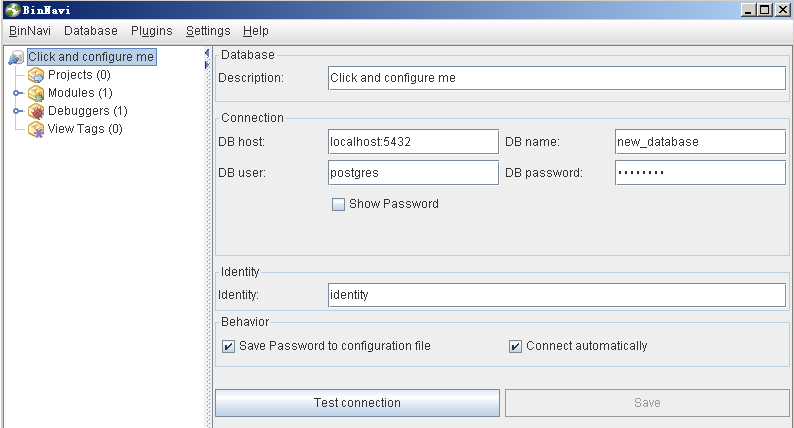 BinNavi
BinNavi Database Plugins Settings Help
Click and configure me
Projects (0)
Modules (1)
Debuggers (1)
View Tags (0)
Database
Description: Click and configure me
Connection
DB host: localhost:5432 DB name: new_database
DB user: postgres DB password: ••••••••
Show Password
Identity
Identity: identity
Behavior
Save Password to configuration file Connect automatically
Test connection Save